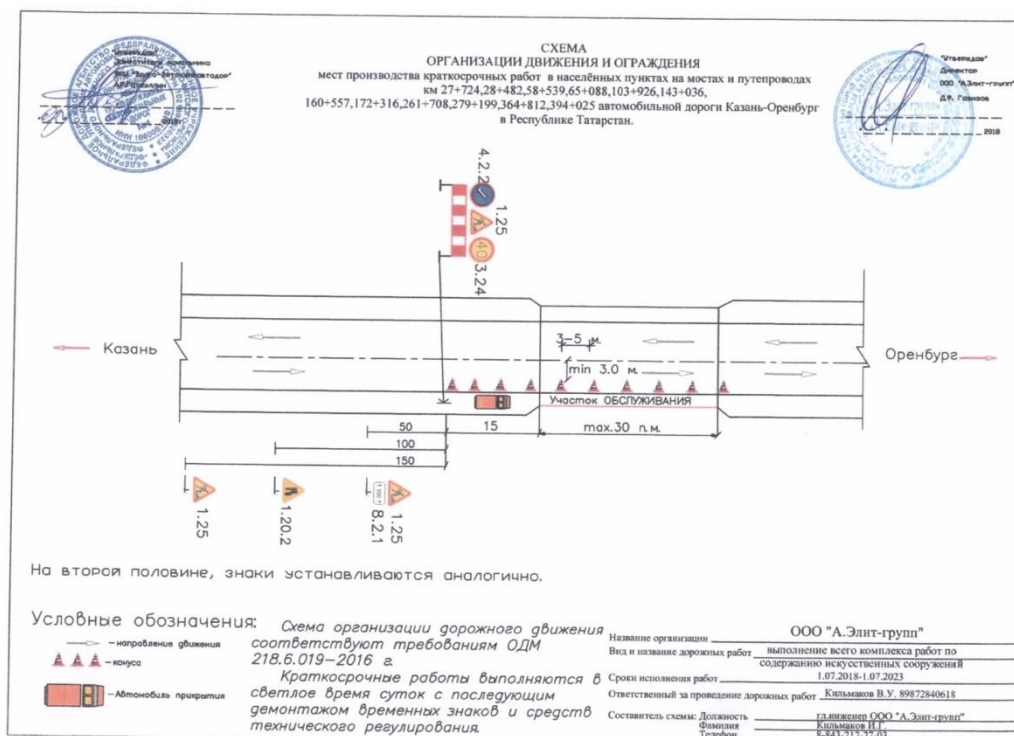 СХЕМА
ОРГАНИЗАЦИИ ДВИЖЕНИЯ И ОГРАЖДЕНИЯ
мест производства краткосрочных работ в населённых пунктах на мостах и путепроводах
км 27+724,28+482,58+539,65+088,103+926,143+036,
160+557,172+316,261+708,279+199,364+812,394+025 автомобильной дороги Казань-Оренбург
в Республике Татарстан.
"Утверждаю"
Директор
ООО "А.Элит-групп"
2018
4.2.2
1.25
40
3.24
Казань
3-5 м.
min 3.0 м.
Оренбург
Участок ОБСЛУЖИВАНИЯ
50
15
max.30 п.м.
100
150
1.25
1.20.2
8.2.1
1.25
На второй половине, знаки устанавливаются аналогично.
Условные обозначения:
– направление движения
– конуса
– Автомобиль прикрытия
Схема организации дорожного движения
соответствуют требованиям ОДМ
218.6.019-2016 г.
Краткосрочные работы выполняются в
светлое время суток с последующим
демонтажом временных знаков и средств
технического регулирования.
Название организации ООО "А.Элит-групп"
Вид и название дорожных работ выполнение всего комплекса работ по
содержанию искусственных сооружений
Сроки исполнения работ 1.07.2018-1.07.2023
Ответственный за проведение дорожных работ Кильмаков В.У. 89872840618
Составитель схемы: Должность гл.инженер ООО "А.Элит-групп"
Фамилия Кильмаков И.Г.
Телефон 8-843-212-27-03